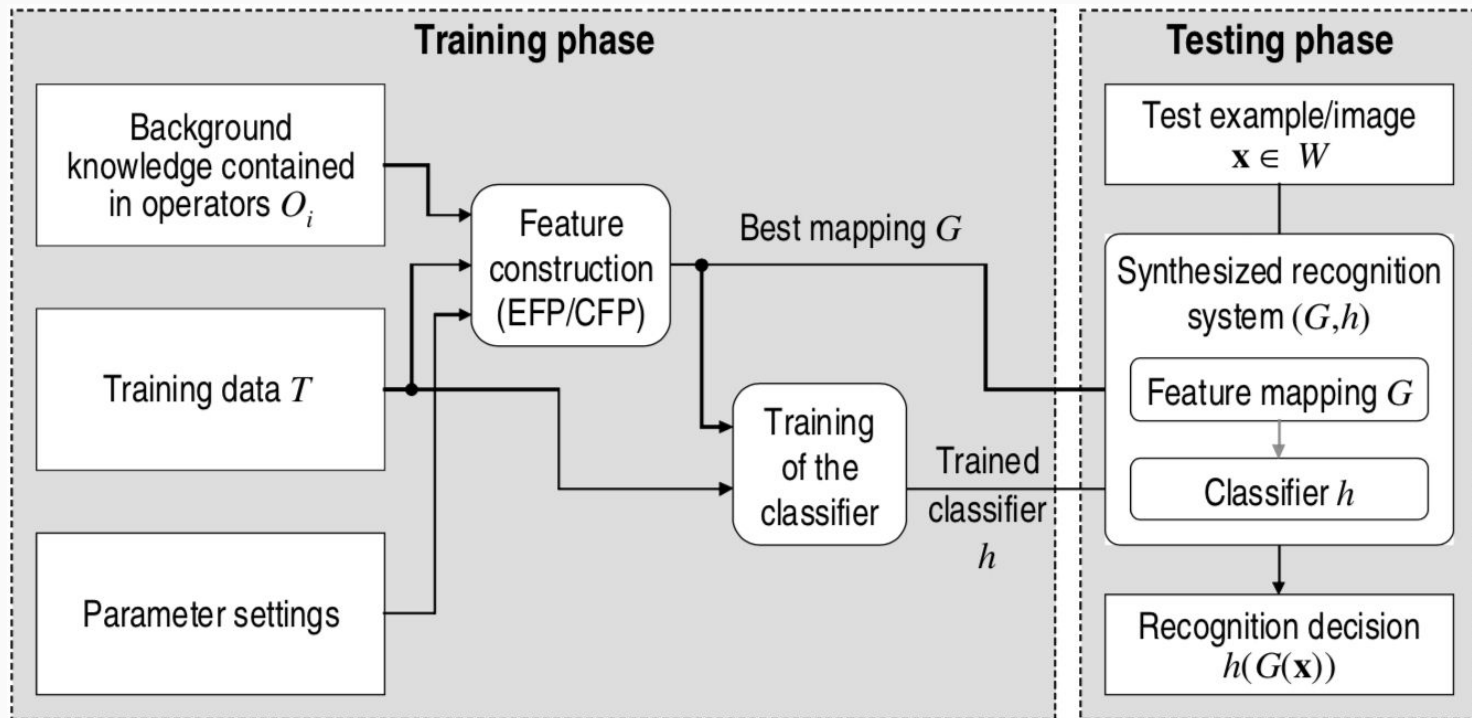 Training phase
Background
knowledge contained
in operators O_i
Training data T
Parameter settings
Feature
construction
(EFP/CFP)
Best mapping G
Training
of the
classifier
Trained
classifier
h
Testing phase
Test example/image
x ∈ W
Synthesized recognition
system (G,h)
Feature mapping G
Classifier h
Recognition decision
h(G(x))